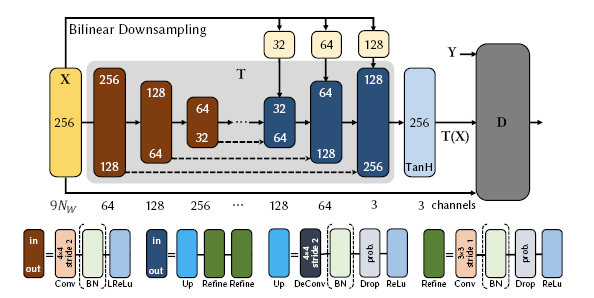 Bilinear Downsampling
32 64 128
Y
X T
256 128 64 32 64 128
256 ... 256 D
32 64 T(X)
64 128
128 256 TanH
9N_W 64 128 256 ... 128 64 3 3 channels
in
out
4×4
stride 2
Conv BN LReLu
in
out
Up Refine Refine
4×4
stride 2
prob.
Up DeConv BN Drop ReLu
3×3
stride 1
prob.
Refine Conv BN Drop ReLu